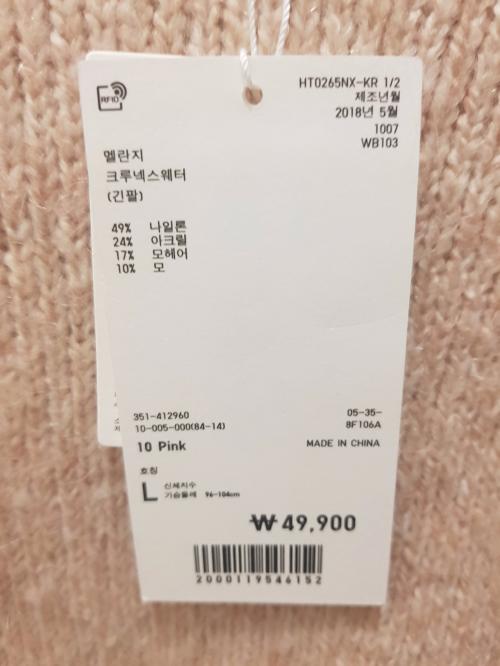 RFID
HT0265NX-KR 1/2
제조년월
2018년 5월
1007
WB103
멜란지
크루넥스웨터
(긴팔)
49% 나일론
24% 아크릴
17% 모헤어
10% 모
351-412960
10-005-000(84-14)
05-35-
8F106A
10 Pink
MADE IN CHINA
호칭
L
신체치수
가슴둘레 96-104cm
₩49,900
2000119546152